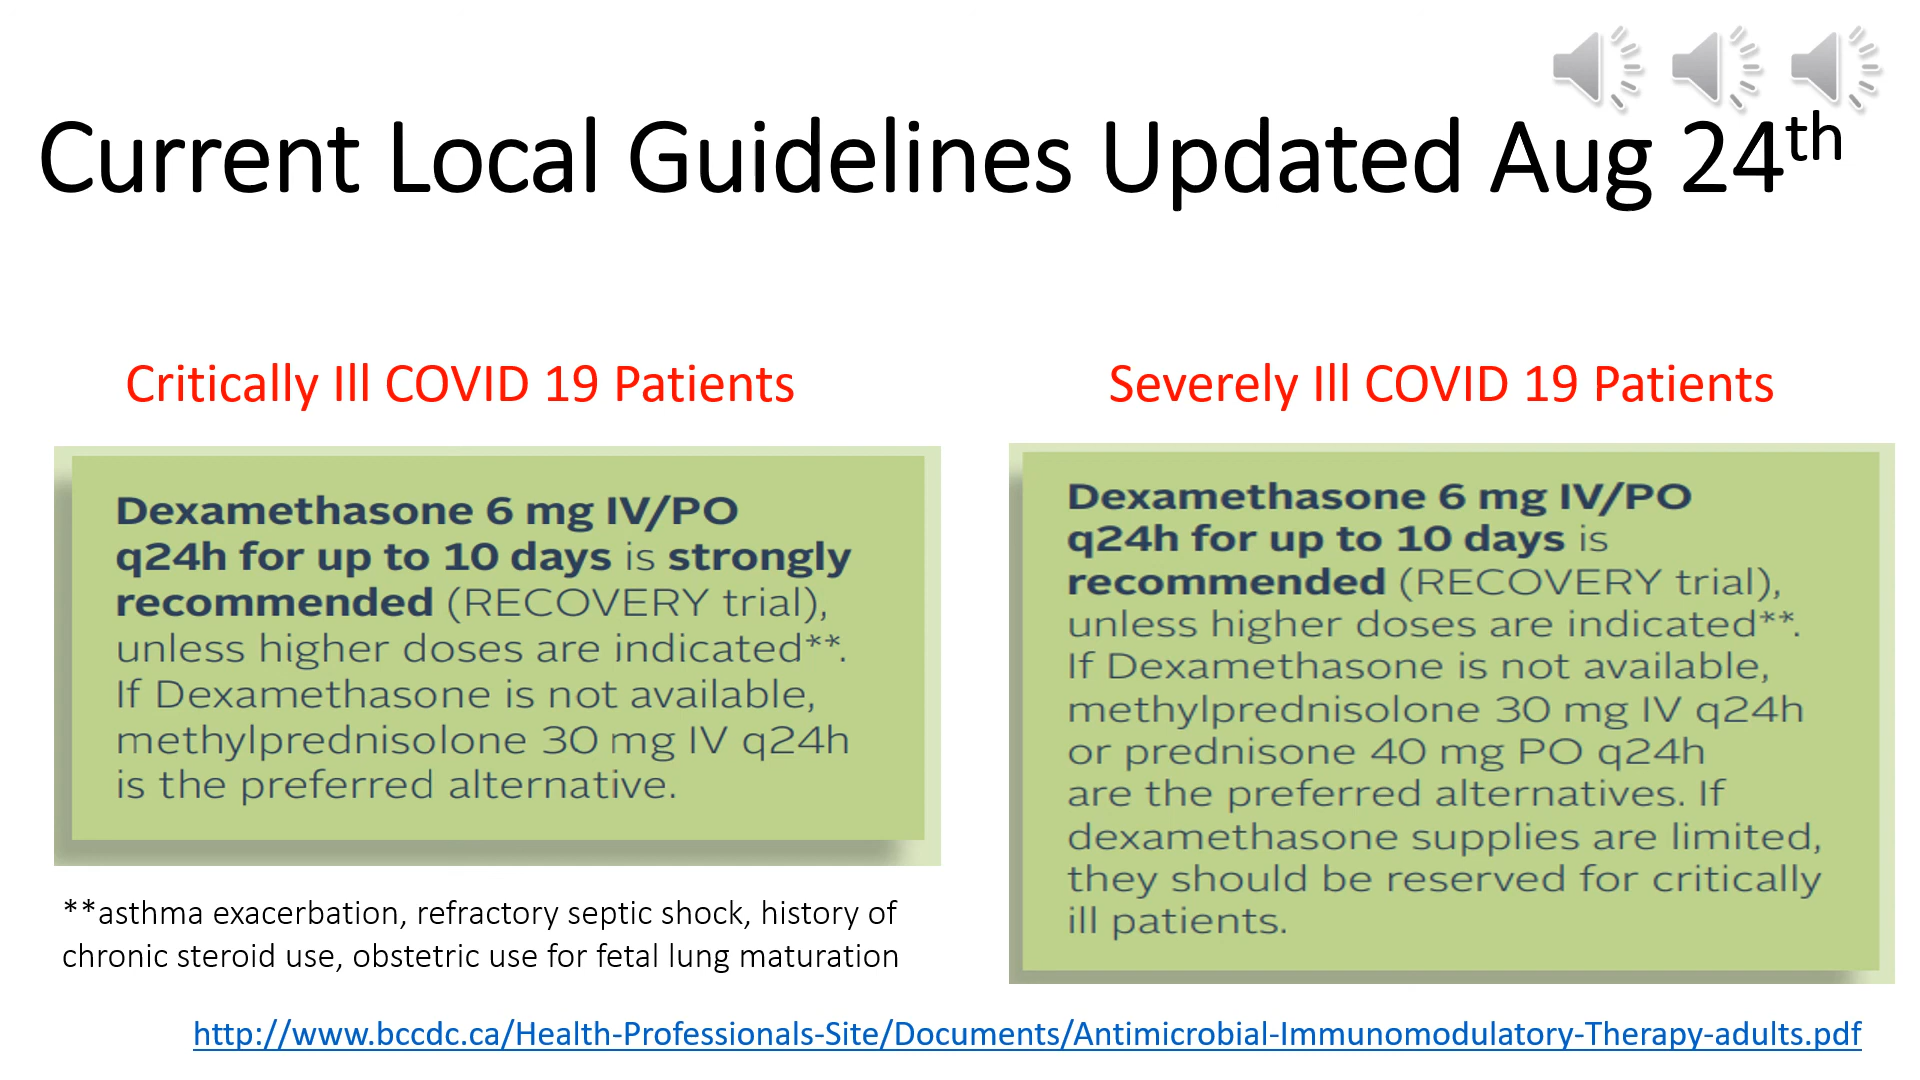 Current Local Guidelines Updated Aug 24th
Critically Ill COVID 19 Patients
Dexamethasone 6 mg IV/PO
q24h for up to 10 days is strongly
recommended (RECOVERY trial),
unless higher doses are indicated**.
If Dexamethasone is not available,
methylprednisolone 30 mg IV q24h
is the preferred alternative.
**asthma exacerbation, refractory septic shock, history of
chronic steroid use, obstetric use for fetal lung maturation
Severely Ill COVID 19 Patients
Dexamethasone 6 mg IV/PO
q24h for up to 10 days is
recommended (RECOVERY trial),
unless higher doses are indicated**.
If Dexamethasone is not available,
methylprednisolone 30 mg IV q24h
or prednisone 40 mg PO q24h
are the preferred alternatives. If
dexamethasone supplies are limited,
they should be reserved for critically
ill patients.
http://www.bccdc.ca/Health-Professionals-Site/Documents/Antimicrobial-Immunomodulatory-Therapy-adults.pdf